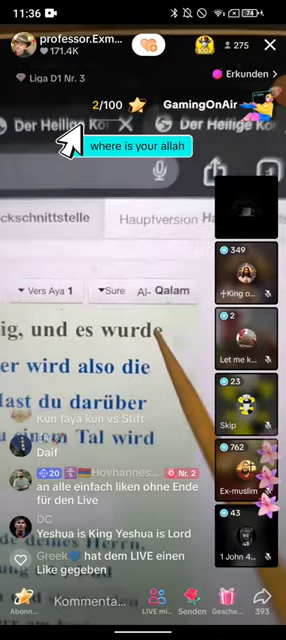 11:36
74
professor.Exm...
171.4K
275
Liga D1 Nr. 3
Erkunden >
2/100
GamingOnAir
Der Heilige Ko
Der Heilige Ko
where is your allah
ckschnittstelle
Hauptversion
Vers Aya 1
Sure Al- Qalam
ig, und es wurde
er wird also die
last du darüber
Tal wird
349
King o...
2
Let me k...
23
Skip
762
Ex-muslim
43
1 John 4...
Kun faya kun vs Stift
Daif
20
Hovhannes...
Nr. 2
an alle einfach liken ohne Ende
für den Live
DC
Yeshua is King Yeshua is Lord
Greek💙 hat dem LIVE einen
Like gegeben
Abonn...
Kommenta...
LIVE mi...
Senden
Gesche...
393